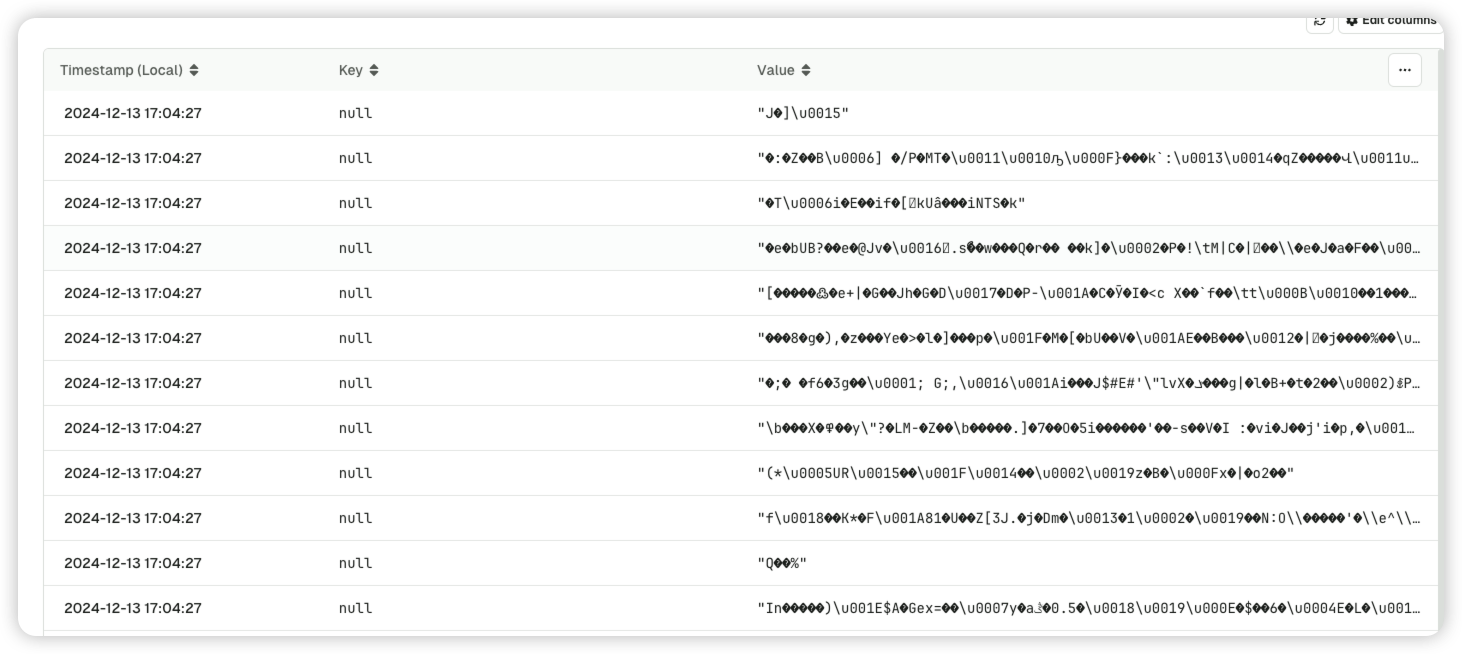 Edit columns
Timestamp (Local) Key Value ...
2024-12-13 17:04:27 null "J�]\u0015"
2024-12-13 17:04:27 null "�:�Z��B\u0006] �/P�MT�\u0011\u0010Ԡ\u000F}���k`:\u0013\u0014�qZ�����Վ\u0011u…
2024-12-13 17:04:27 null "�T\u0006i�E��if�[kUâ���iNTS�k"
2024-12-13 17:04:27 null "�e�bUB?��e�@Jv�\u0016.s��w���Q�r�� ��k]�\u0002�P�!\tM|C�|��\\�e�J�a�F��\u00…
2024-12-13 17:04:27 null "[�����♴�e+|�G��Jh�G�D\u0017�D�P-\u001A�C�Ȳ�I�<c X��`f��\tt\u000B\u0010��1���…
2024-12-13 17:04:27 null "���8�g�),�z���Ye�>�l�]���p�\u001F�M�[�bU��V�\u001AE��B���\u0012�|�j����%��\u…
2024-12-13 17:04:27 null "�;� �f6�3g��\u0001; G;,\u0016\u001Ai���J$#E#'\"lvX����g|�l�B+�t�2��\u0002)P…
2024-12-13 17:04:27 null "\b���X���y\"?�LM-�Z��\b�����.]�7��O�5i������'��-s��V�I :�vi�J��j'i�p,�\u001…
2024-12-13 17:04:27 null "(*\u0005UR\u0015��\u001F\u0014��\u0002\u0019z�B�\u000Fx�|�o2��"
2024-12-13 17:04:27 null "f\u0018��K*�F\u001A81�U��Z[3J.�j�Dm�\u0013�1\u0002�\u0019��N:O\\�����'�\\e^\\…
2024-12-13 17:04:27 null "Q��%"
2024-12-13 17:04:27 null "In�����)\u001E$A�Gex=��\u0007y�a�0.5�\u0018\u0019\u000E�$��6�\u0004E�L�\u001…